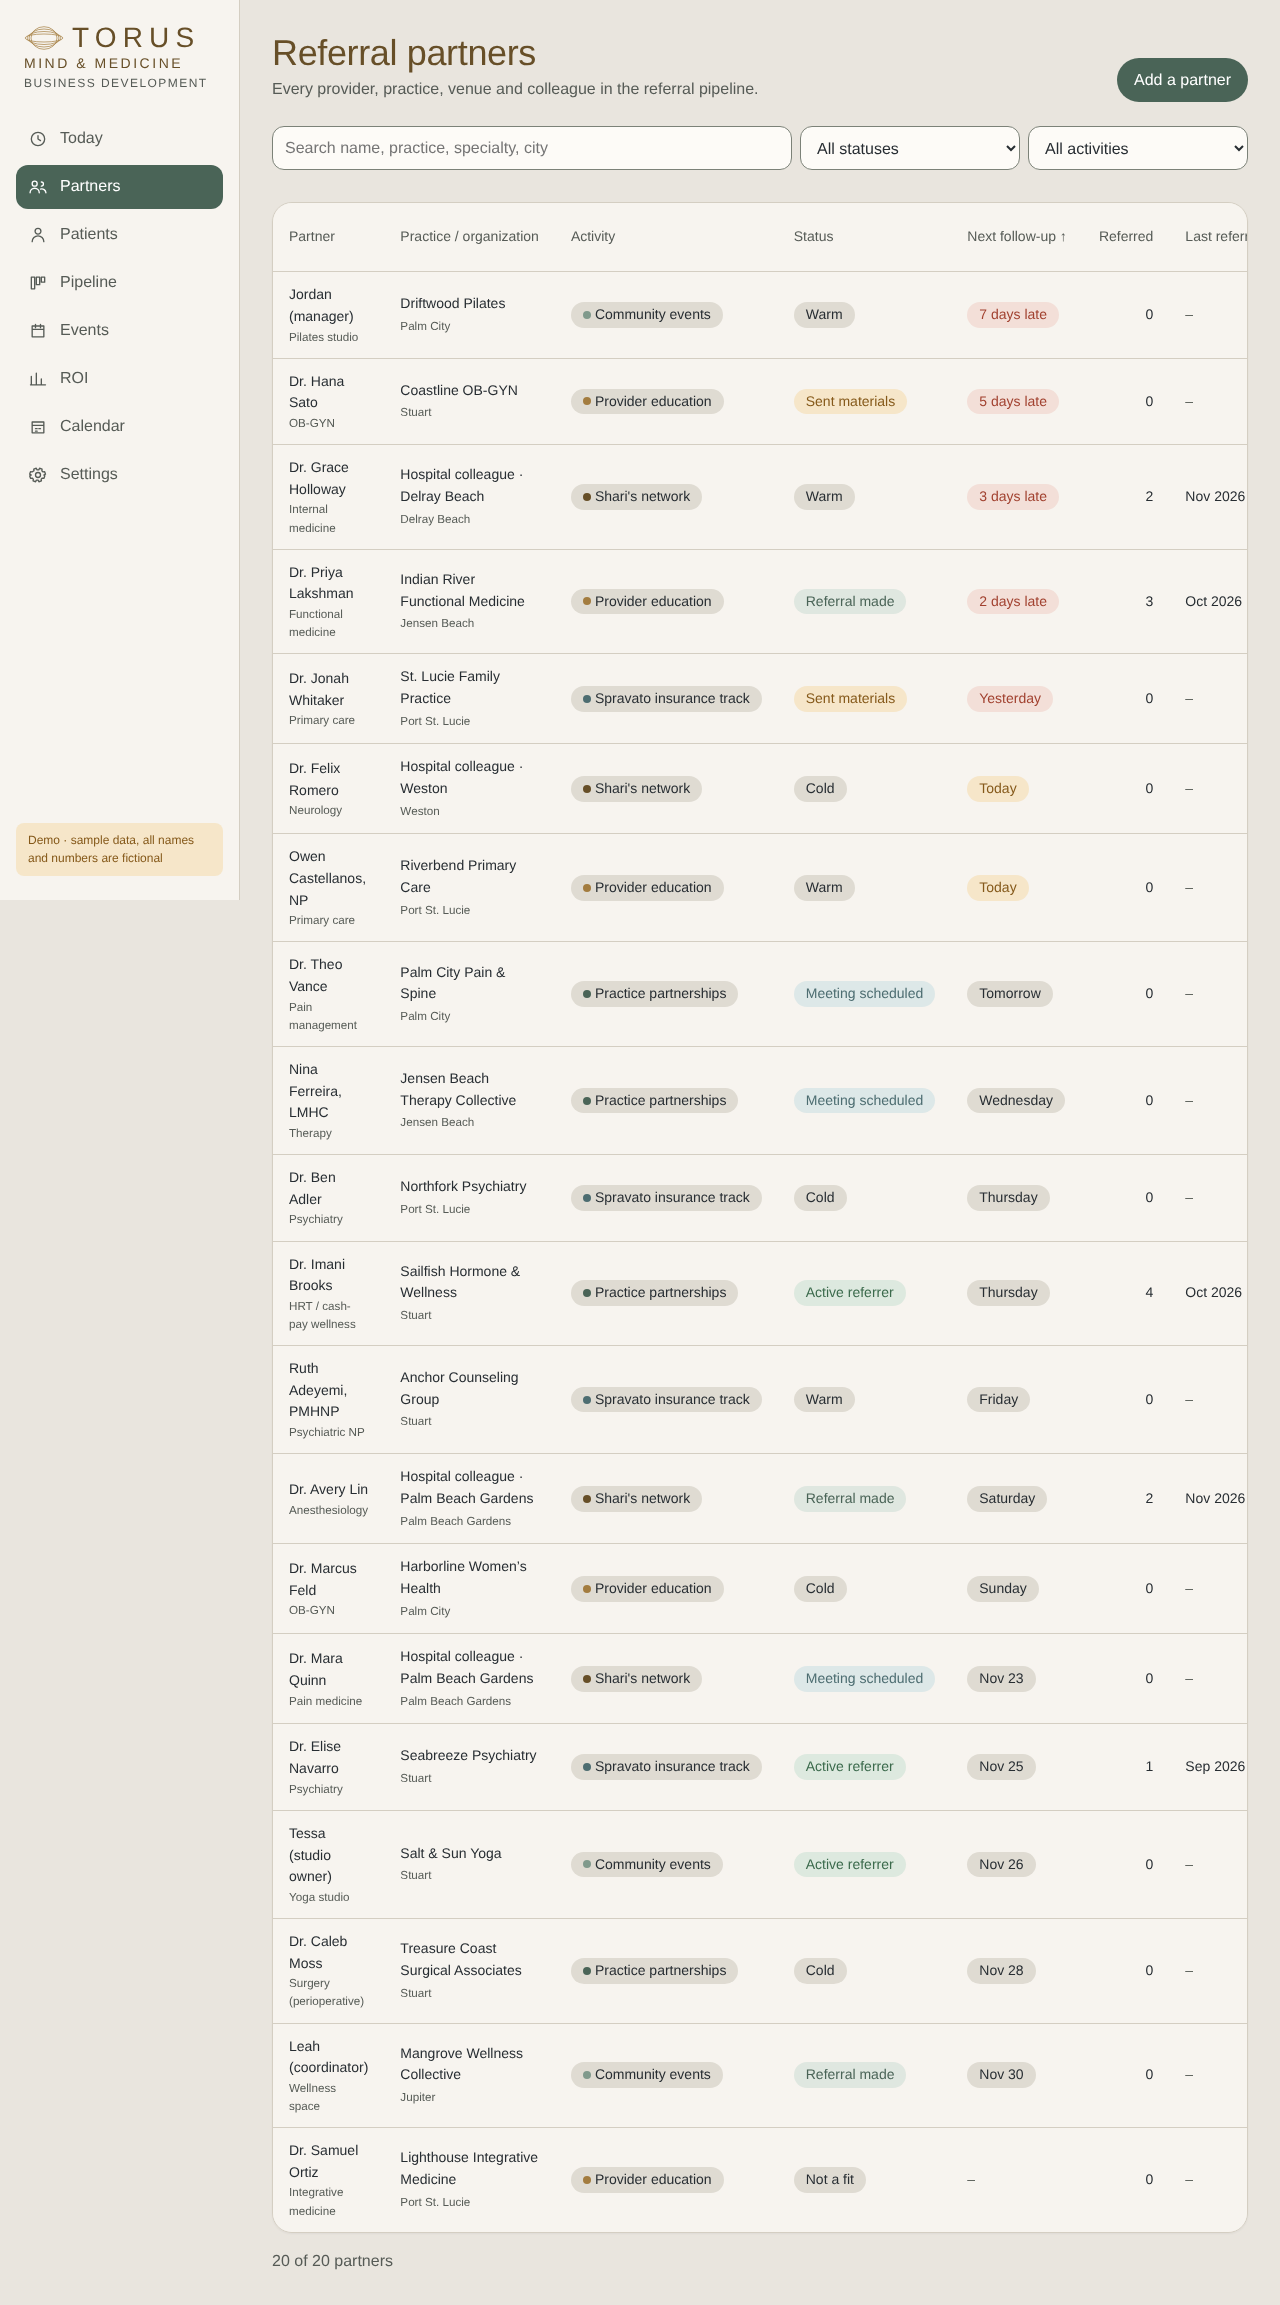 TORUS
MIND & MEDICINE
BUSINESS DEVELOPMENT
Today
Partners
Patients
Pipeline
Events
ROI
Calendar
Settings
Demo · sample data, all names
and numbers are fictional
Referral partners
Every provider, practice, venue and colleague in the referral pipeline.
Add a partner
Search name, practice, specialty, city
All statuses
All activities
Partner Practice / organization Activity Status Next follow-up ↑ Referred Last referr
Jordan
(manager)
Pilates studio
Driftwood Pilates
Palm City
Community events
Warm
7 days late
0
–
Dr. Hana
Sato
OB-GYN
Coastline OB-GYN
Stuart
Provider education
Sent materials
5 days late
0
–
Dr. Grace
Holloway
Internal
medicine
Hospital colleague ·
Delray Beach
Delray Beach
Shari's network
Warm
3 days late
2
Nov 2026
Dr. Priya
Lakshman
Functional
medicine
Indian River
Functional Medicine
Jensen Beach
Provider education
Referral made
2 days late
3
Oct 2026
Dr. Jonah
Whitaker
Primary care
St. Lucie Family
Practice
Port St. Lucie
Spravato insurance track
Sent materials
Yesterday
0
–
Dr. Felix
Romero
Neurology
Hospital colleague ·
Weston
Weston
Shari's network
Cold
Today
0
–
Owen
Castellanos,
NP
Primary care
Riverbend Primary
Care
Port St. Lucie
Provider education
Warm
Today
0
–
Dr. Theo
Vance
Pain
management
Palm City Pain &
Spine
Palm City
Practice partnerships
Meeting scheduled
Tomorrow
0
–
Nina
Ferreira,
LMHC
Therapy
Jensen Beach
Therapy Collective
Jensen Beach
Practice partnerships
Meeting scheduled
Wednesday
0
–
Dr. Ben
Adler
Psychiatry
Northfork Psychiatry
Port St. Lucie
Spravato insurance track
Cold
Thursday
0
–
Dr. Imani
Brooks
HRT / cash-
pay wellness
Sailfish Hormone &
Wellness
Stuart
Practice partnerships
Active referrer
Thursday
4
Oct 2026
Ruth
Adeyemi,
PMHNP
Psychiatric NP
Anchor Counseling
Group
Stuart
Spravato insurance track
Warm
Friday
0
–
Dr. Avery Lin
Anesthesiology
Hospital colleague ·
Palm Beach Gardens
Palm Beach Gardens
Shari's network
Referral made
Saturday
2
Nov 2026
Dr. Marcus
Feld
OB-GYN
Harborline Women's
Health
Palm City
Provider education
Cold
Sunday
0
–
Dr. Mara
Quinn
Pain medicine
Hospital colleague ·
Palm Beach Gardens
Palm Beach Gardens
Shari's network
Meeting scheduled
Nov 23
0
–
Dr. Elise
Navarro
Psychiatry
Seabreeze Psychiatry
Stuart
Spravato insurance track
Active referrer
Nov 25
1
Sep 2026
Tessa
(studio
owner)
Yoga studio
Salt & Sun Yoga
Stuart
Community events
Active referrer
Nov 26
0
–
Dr. Caleb
Moss
Surgery
(perioperative)
Treasure Coast
Surgical Associates
Stuart
Practice partnerships
Cold
Nov 28
0
–
Leah
(coordinator)
Wellness
space
Mangrove Wellness
Collective
Jupiter
Community events
Referral made
Nov 30
0
–
Dr. Samuel
Ortiz
Integrative
medicine
Lighthouse Integrative
Medicine
Port St. Lucie
Provider education
Not a fit
–
0
–
20 of 20 partners